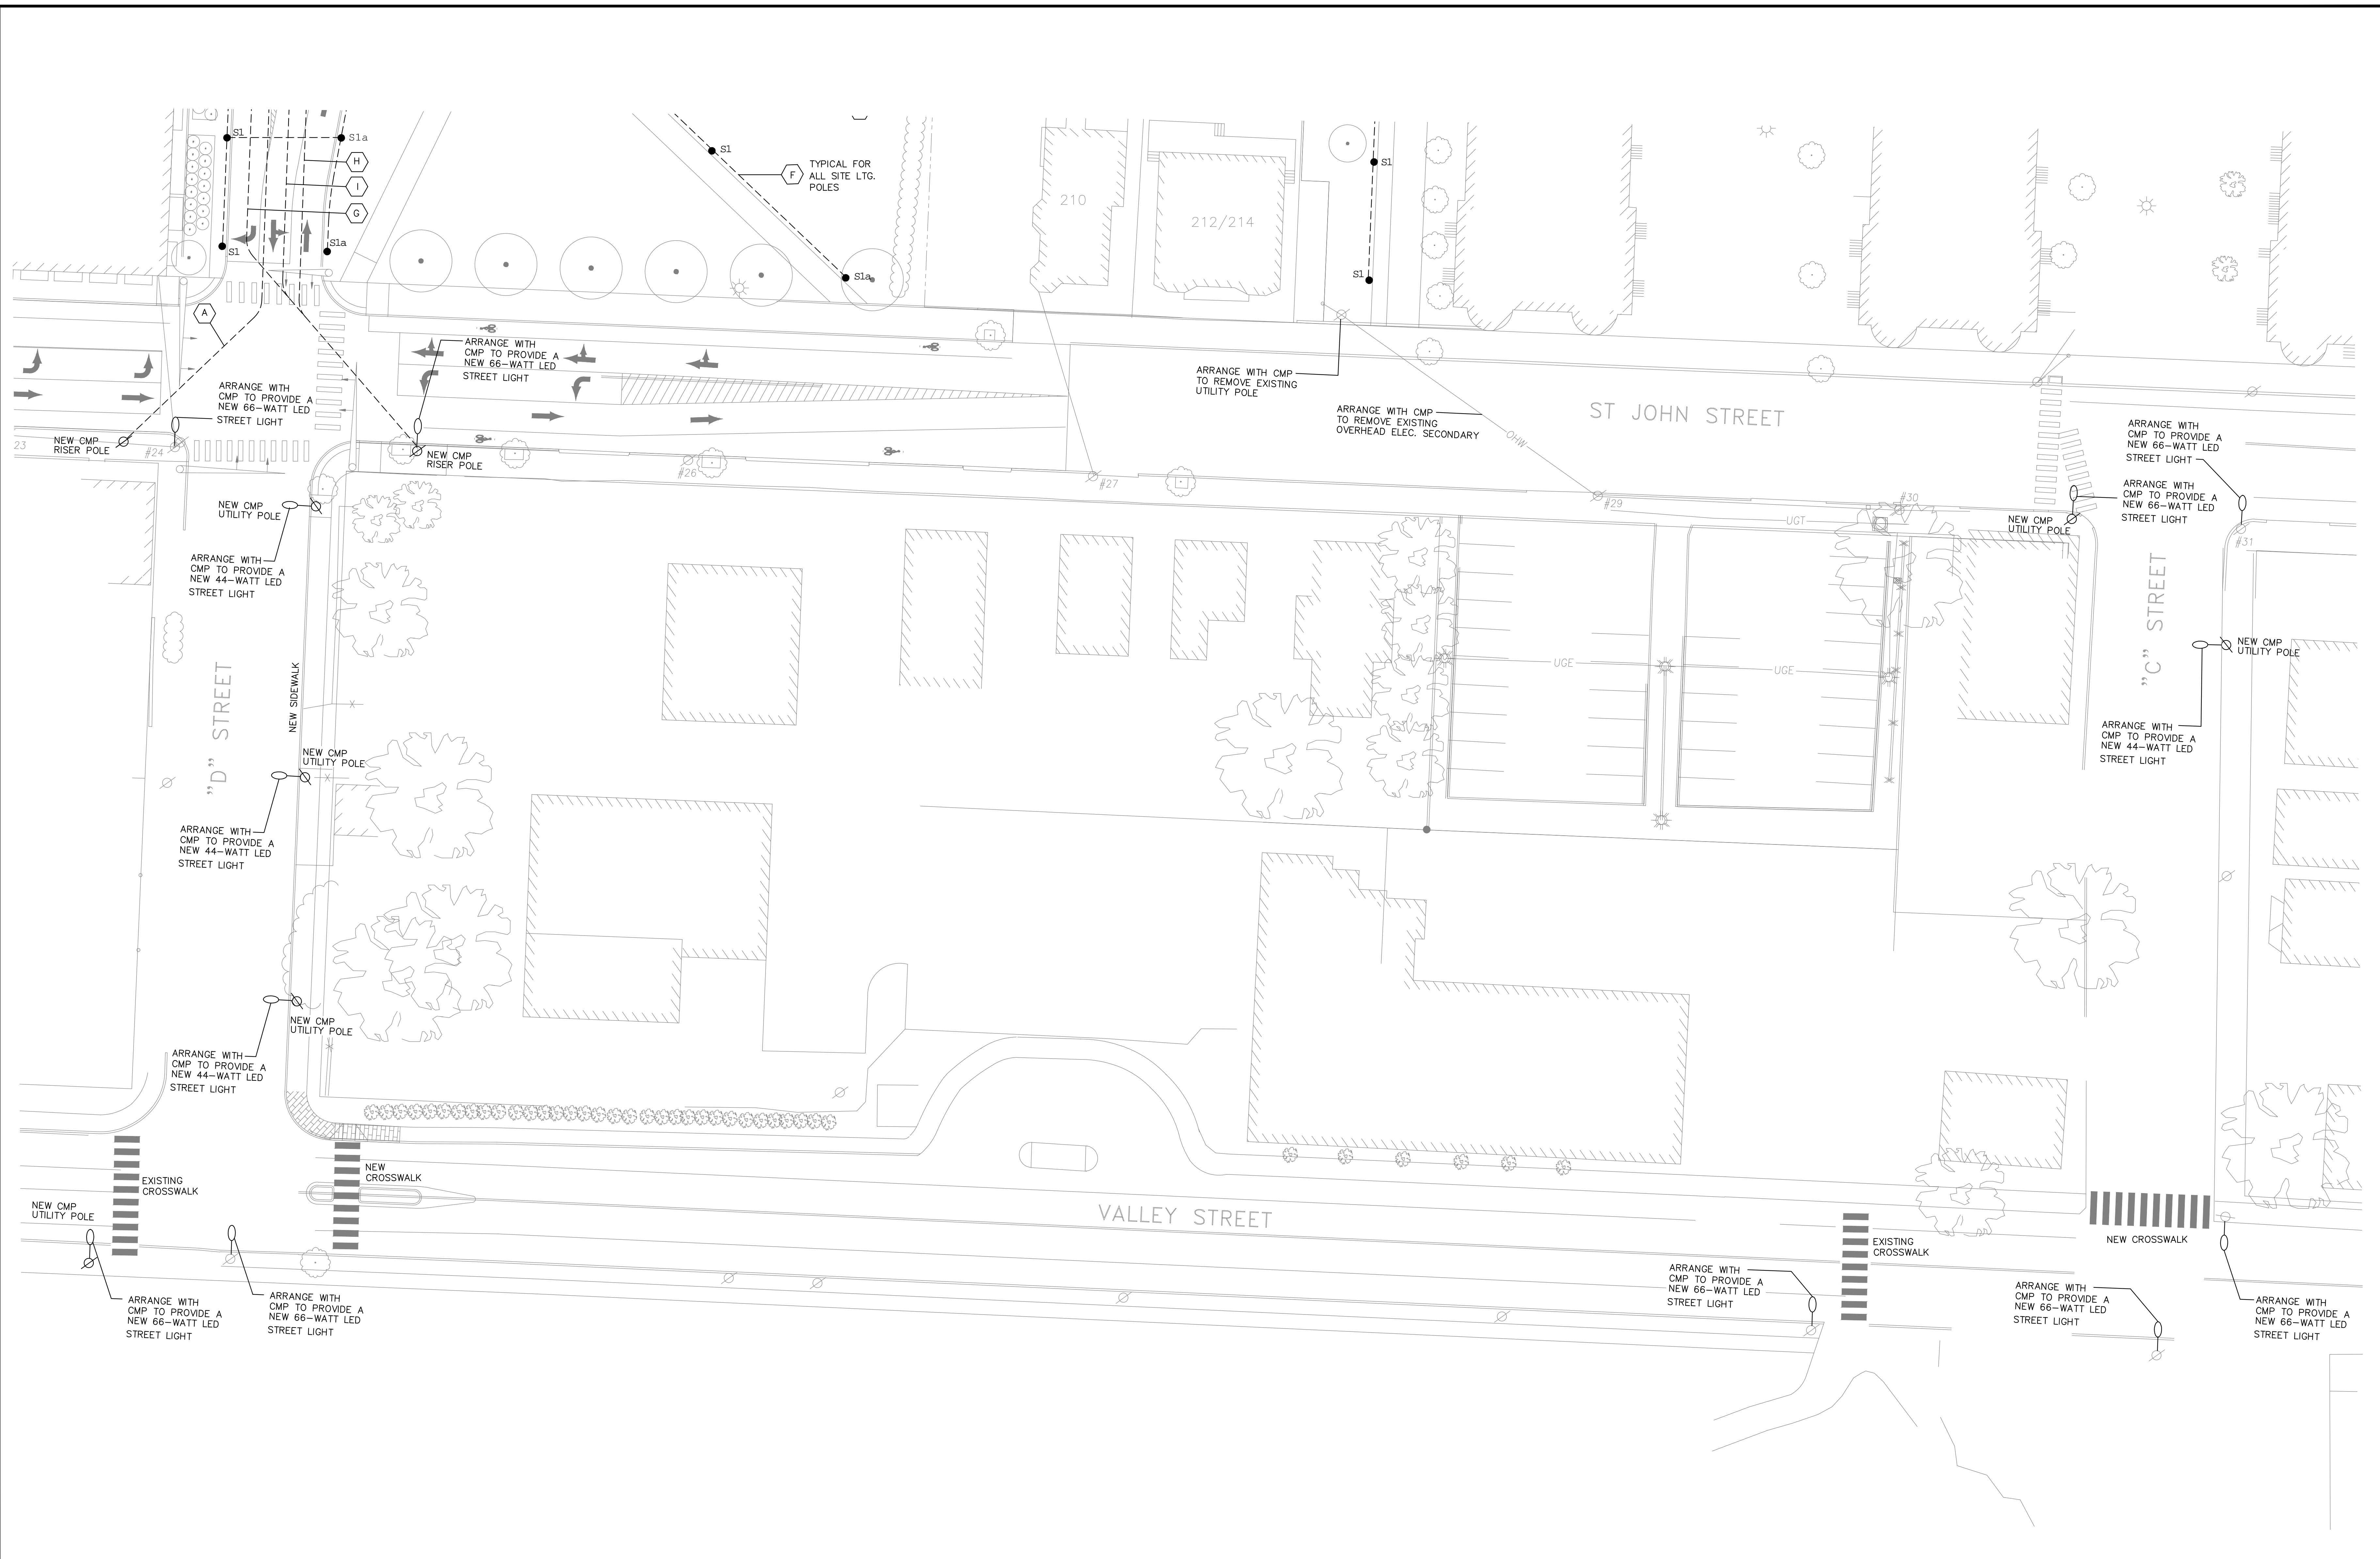 S1
S1a
H
I
G
S1
S1a
A
S1
F
TYPICAL FOR
ALL SITE LTG.
POLES
S1a
210
212/214
S1
S1
ARRANGE WITH
CMP TO PROVIDE A
NEW 66-WATT LED
STREET LIGHT
ARRANGE WITH
CMP TO PROVIDE A
NEW 66-WATT LED
STREET LIGHT
ARRANGE WITH CMP
TO REMOVE EXISTING
UTILITY POLE
ARRANGE WITH CMP
TO REMOVE EXISTING
OVERHEAD ELEC. SECONDARY
OHW
ST JOHN STREET
ARRANGE WITH
CMP TO PROVIDE A
NEW 66-WATT LED
STREET LIGHT
23
NEW CMP
RISER POLE
#24
NEW CMP
RISER POLE
#26
#27
#29
#30
UGT
ARRANGE WITH
CMP TO PROVIDE A
NEW 66-WATT LED
STREET LIGHT
NEW CMP
UTILITY POLE
#31
NEW CMP
UTILITY POLE
ARRANGE WITH
CMP TO PROVIDE A
NEW 44-WATT LED
STREET LIGHT
"D" STREET
NEW SIDEWALK
UGE
UGE
"C" STREET
NEW CMP
UTILITY POLE
ARRANGE WITH
CMP TO PROVIDE A
NEW 44-WATT LED
STREET LIGHT
NEW CMP
UTILITY POLE
ARRANGE WITH
CMP TO PROVIDE A
NEW 44-WATT LED
STREET LIGHT
NEW CMP
UTILITY POLE
ARRANGE WITH
CMP TO PROVIDE A
NEW 44-WATT LED
STREET LIGHT
EXISTING
CROSSWALK
NEW
CROSSWALK
NEW CMP
UTILITY POLE
VALLEY STREET
EXISTING
CROSSWALK
NEW CROSSWALK
ARRANGE WITH
CMP TO PROVIDE A
NEW 66-WATT LED
STREET LIGHT
ARRANGE WITH
CMP TO PROVIDE A
NEW 66-WATT LED
STREET LIGHT
ARRANGE WITH
CMP TO PROVIDE A
NEW 66-WATT LED
STREET LIGHT
ARRANGE WITH
CMP TO PROVIDE A
NEW 66-WATT LED
STREET LIGHT
ARRANGE WITH
CMP TO PROVIDE A
NEW 66-WATT LED
STREET LIGHT